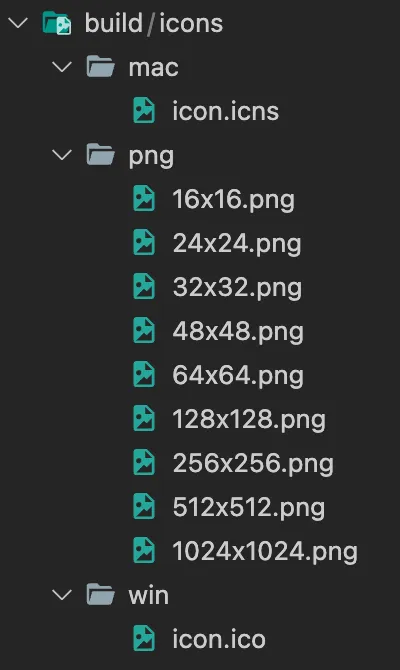 build/icons
mac
icon.icns
png
16x16.png
24x24.png
32x32.png
48x48.png
64x64.png
128x128.png
256x256.png
512x512.png
1024x1024.png
win
icon.ico